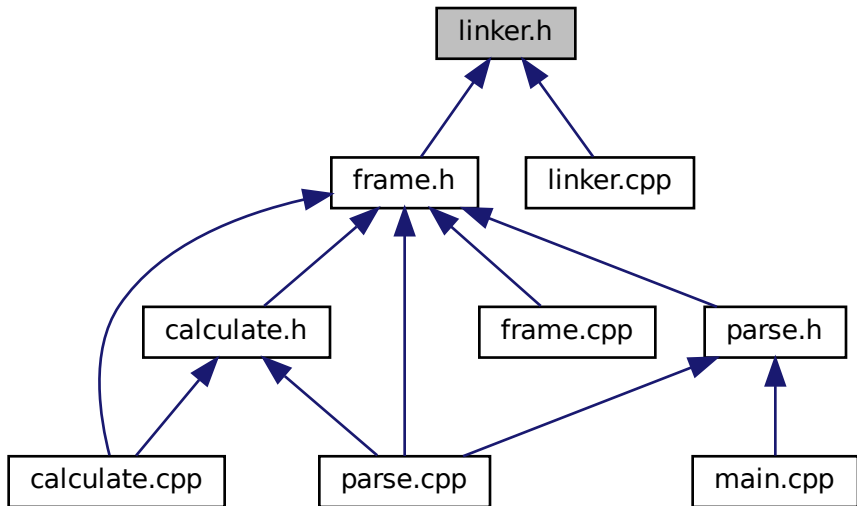 linker.h
frame.h
linker.cpp
calculate.h
frame.cpp
parse.h
calculate.cpp
parse.cpp
main.cpp